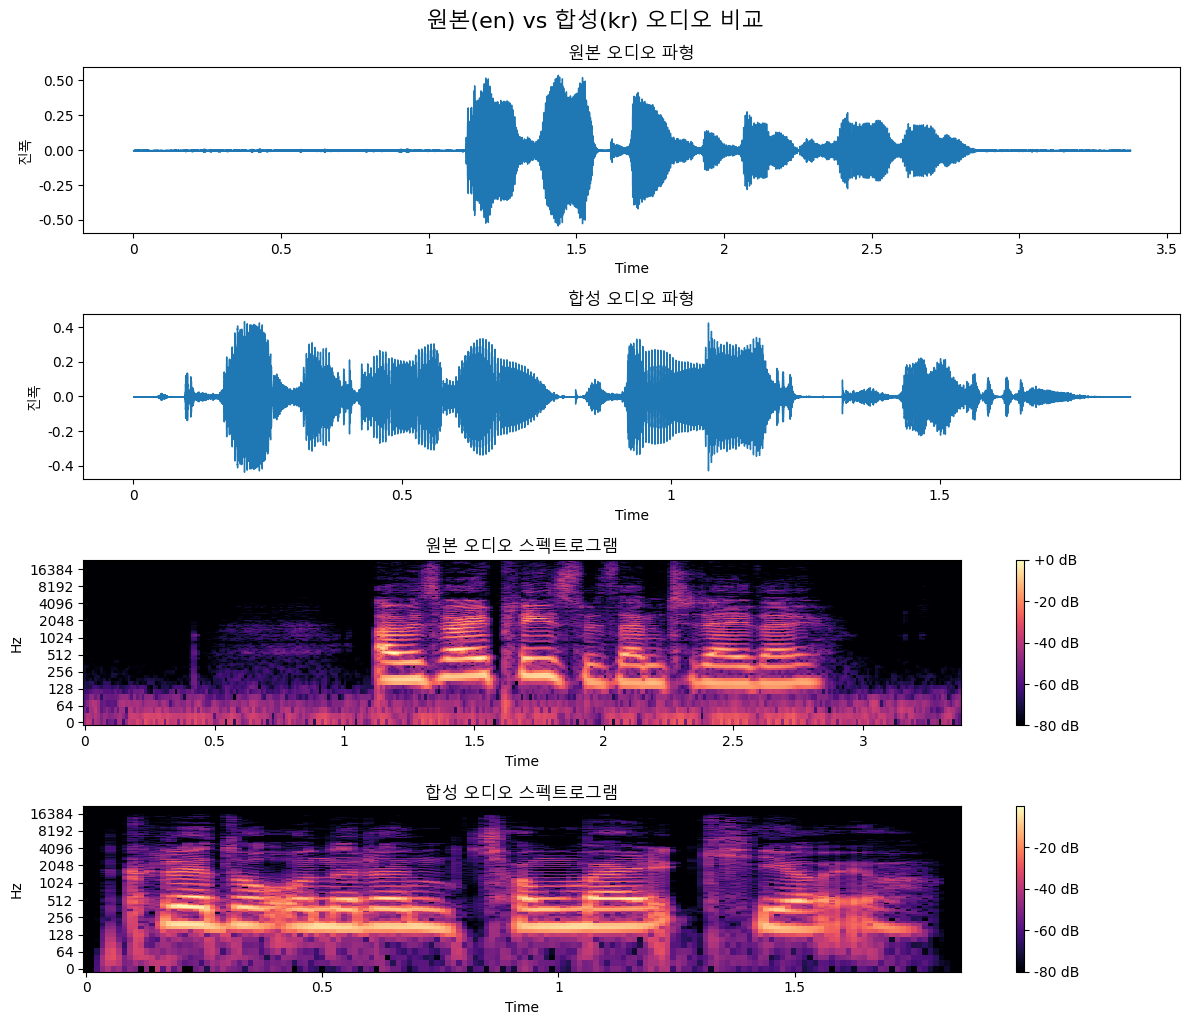 원본(en) vs 합성(kr) 오디오 비교
원본 오디오 파형
0.50
0.25
0.00
-0.25
-0.50
진폭
0 0.5 1 1.5 2 2.5 3 3.5
Time
합성 오디오 파형
0.4
0.2
0.0
-0.2
-0.4
진폭
0 0.5 1 1.5
Time
원본 오디오 스펙트로그램
16384
8192
4096
2048
1024
512
256
128
64
0
Hz
0 0.5 1 1.5 2 2.5 3
Time
+0 dB
-20 dB
-40 dB
-60 dB
-80 dB
합성 오디오 스펙트로그램
16384
8192
4096
2048
1024
512
256
128
64
0
Hz
0 0.5 1 1.5
Time
-20 dB
-40 dB
-60 dB
-80 dB